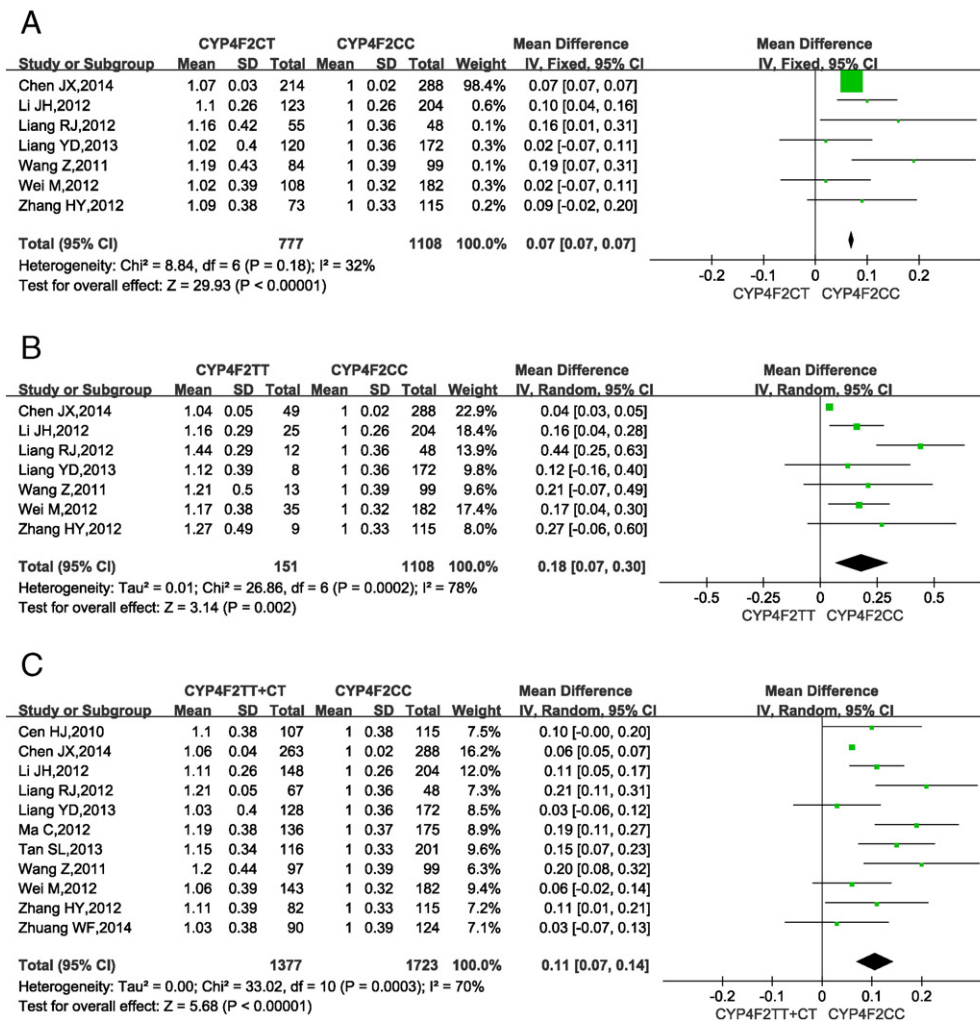 A
CYP4F2CT CYP4F2CC Mean Difference Mean Difference
Study or Subgroup Mean SD Total Mean SD Total Weight IV, Fixed, 95% CI IV, Fixed, 95% CI
Chen JX,2014 1.07 0.03 214 1 0.02 288 98.4% 0.07 [0.07, 0.07]
Li JH,2012 1.1 0.26 123 1 0.26 204 0.6% 0.10 [0.04, 0.16]
Liang RJ,2012 1.16 0.42 55 1 0.36 48 0.1% 0.16 [0.01, 0.31]
Liang YD,2013 1.02 0.4 120 1 0.36 172 0.3% 0.02 [-0.07, 0.11]
Wang Z,2011 1.19 0.43 84 1 0.39 99 0.1% 0.19 [0.07, 0.31]
Wei M,2012 1.02 0.39 108 1 0.32 182 0.3% 0.02 [-0.07, 0.11]
Zhang HY,2012 1.09 0.38 73 1 0.33 115 0.2% 0.09 [-0.02, 0.20]
Total (95% CI) 777 1108 100.0% 0.07 [0.07, 0.07]
Heterogeneity: Chi² = 8.84, df = 6 (P = 0.18); I² = 32%
Test for overall effect: Z = 29.93 (P < 0.00001)
-0.2 -0.1 0 0.1 0.2
CYP4F2CT CYP4F2CC
B
CYP4F2TT CYP4F2CC Mean Difference Mean Difference
Study or Subgroup Mean SD Total Mean SD Total Weight IV, Random, 95% CI IV, Random, 95% CI
Chen JX,2014 1.04 0.05 49 1 0.02 288 22.9% 0.04 [0.03, 0.05]
Li JH,2012 1.16 0.29 25 1 0.26 204 18.4% 0.16 [0.04, 0.28]
Liang RJ,2012 1.44 0.29 12 1 0.36 48 13.9% 0.44 [0.25, 0.63]
Liang YD,2013 1.12 0.39 8 1 0.36 172 9.8% 0.12 [-0.16, 0.40]
Wang Z,2011 1.21 0.5 13 1 0.39 99 9.6% 0.21 [-0.07, 0.49]
Wei M,2012 1.17 0.38 35 1 0.32 182 17.4% 0.17 [0.04, 0.30]
Zhang HY,2012 1.27 0.49 9 1 0.33 115 8.0% 0.27 [-0.06, 0.60]
Total (95% CI) 151 1108 100.0% 0.18 [0.07, 0.30]
Heterogeneity: Tau² = 0.01; Chi² = 26.86, df = 6 (P = 0.0002); I² = 78%
Test for overall effect: Z = 3.14 (P = 0.002)
-0.5 -0.25 0 0.25 0.5
CYP4F2TT CYP4F2CC
C
CYP4F2TT+CT CYP4F2CC Mean Difference Mean Difference
Study or Subgroup Mean SD Total Mean SD Total Weight IV, Random, 95% CI IV, Random, 95% CI
Cen HJ,2010 1.1 0.38 107 1 0.38 115 7.5% 0.10 [-0.00, 0.20]
Chen JX,2014 1.06 0.04 263 1 0.02 288 16.2% 0.06 [0.05, 0.07]
Li JH,2012 1.11 0.26 148 1 0.26 204 12.0% 0.11 [0.05, 0.17]
Liang RJ,2012 1.21 0.05 67 1 0.36 48 7.3% 0.21 [0.11, 0.31]
Liang YD,2013 1.03 0.4 128 1 0.36 172 8.5% 0.03 [-0.06, 0.12]
Ma C,2012 1.19 0.38 136 1 0.37 175 8.9% 0.19 [0.11, 0.27]
Tan SL,2013 1.15 0.34 116 1 0.33 201 9.6% 0.15 [0.07, 0.23]
Wang Z,2011 1.2 0.44 97 1 0.39 99 6.3% 0.20 [0.08, 0.32]
Wei M,2012 1.06 0.39 143 1 0.32 182 9.4% 0.06 [-0.02, 0.14]
Zhang HY,2012 1.11 0.39 82 1 0.33 115 7.2% 0.11 [0.01, 0.21]
Zhuang WF,2014 1.03 0.38 90 1 0.39 124 7.1% 0.03 [-0.07, 0.13]
Total (95% CI) 1377 1723 100.0% 0.11 [0.07, 0.14]
Heterogeneity: Tau² = 0.00; Chi² = 33.02, df = 10 (P = 0.0003); I² = 70%
Test for overall effect: Z = 5.68 (P < 0.00001)
-0.2 -0.1 0 0.1 0.2
CYP4F2TT+CT CYP4F2CC